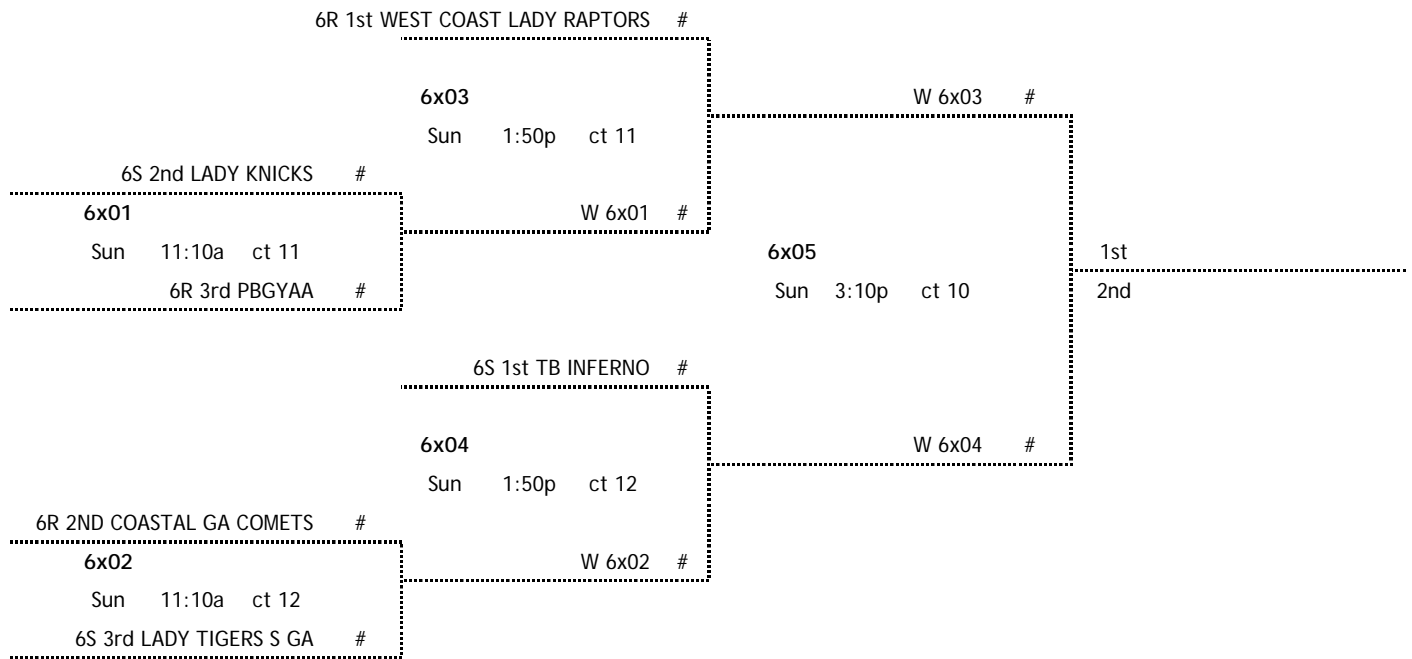 6R 1st WEST COAST LADY RAPTORS #
6x03 W 6x03 #
Sun 1:50p ct 11
6S 2nd LADY KNICKS #
6x01 W 6x01 #
Sun 11:10a ct 11 6x05 1st
6R 3rd PBGYAA # Sun 3:10p ct 10 2nd
6S 1st TB INFERNO #
6x04 W 6x04 #
Sun 1:50p ct 12
6R 2ND COASTAL GA COMETS #
6x02 W 6x02 #
Sun 11:10a ct 12
6S 3rd LADY TIGERS S GA #